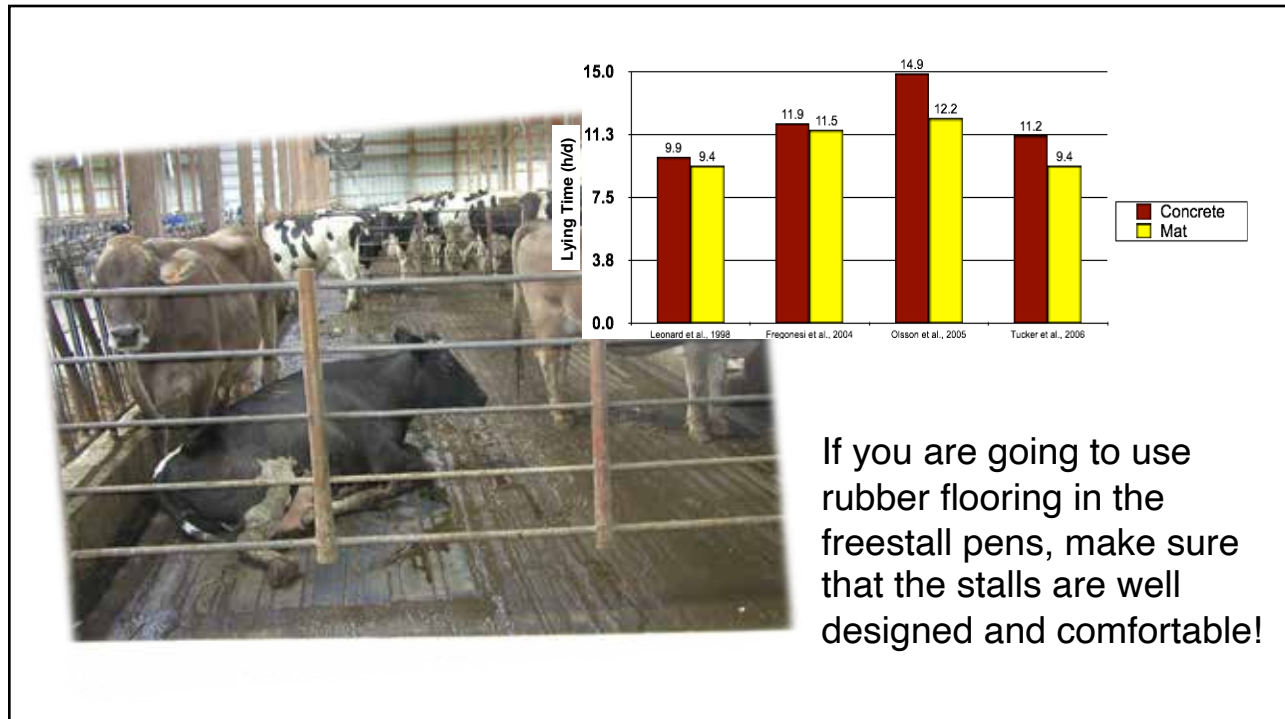 15.0
11.3
7.5
3.8
0.0
Lying Time (h/d)
9.9
9.4
11.9
11.5
14.9
12.2
11.2
9.4
Leonard et al., 1998
Fregonesi et al., 2004
Olsson et al., 2005
Tucker et al., 2006
Concrete
Mat
If you are going to use
rubber flooring in the
freestall pens, make sure
that the stalls are well
designed and comfortable!